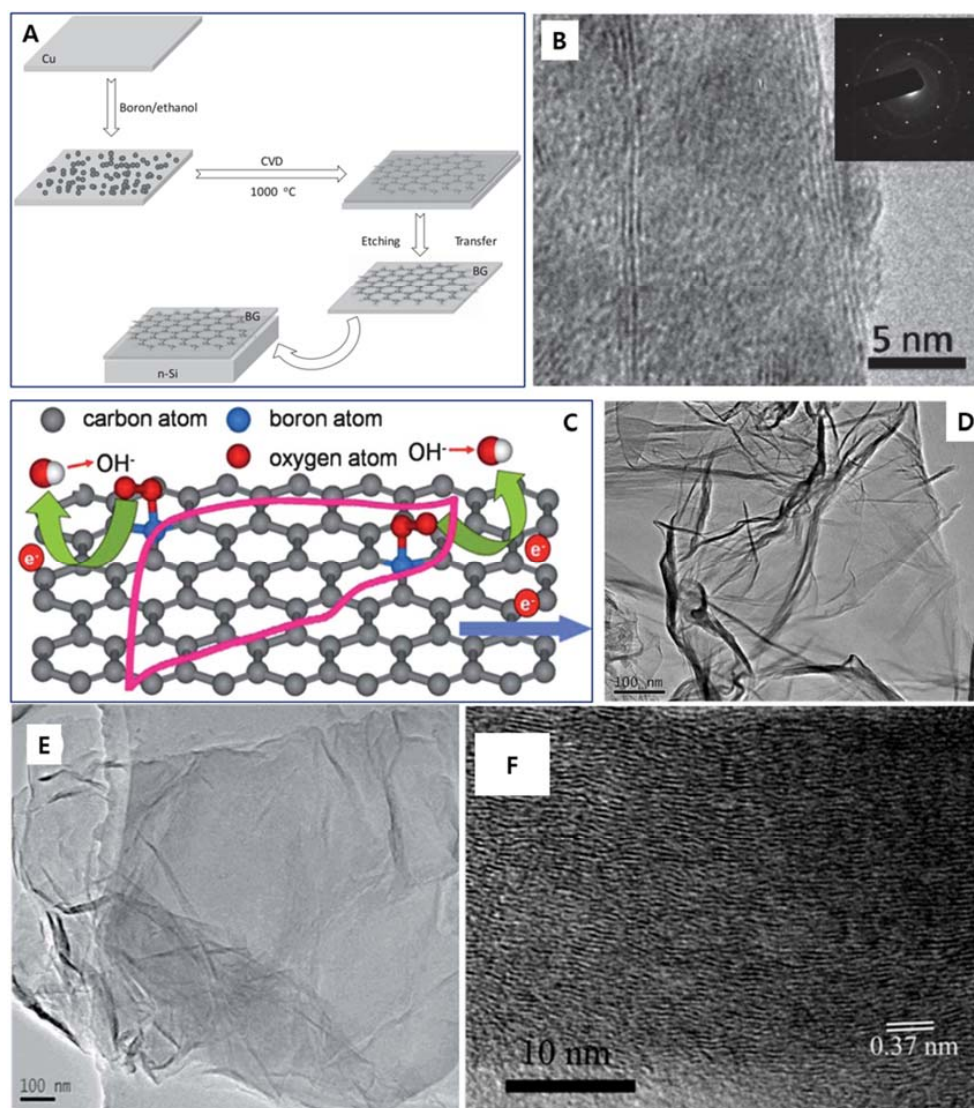 A
Cu
Boron/ethanol
CVD
1000 °C
Etching Transfer
BG
BG
n-Si
B
5 nm
C
carbon atom boron atom
oxygen atom
OH-
OH-
e-
e-
e-
D
100 nm
E
100 nm
F
10 nm
0.37 nm